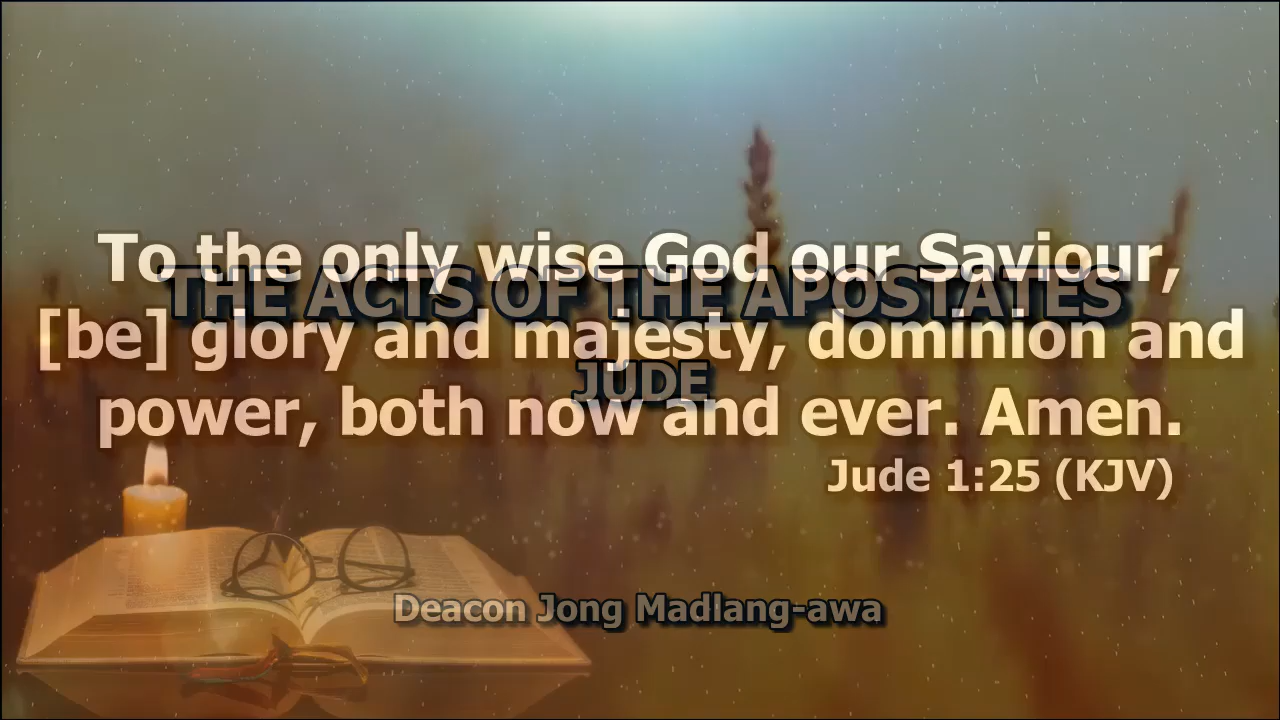 To the only wise God our Saviour,
THE ACTS OF THE APOSTATES
[be] glory and majesty, dominion and
JUDE
power, both now and ever. Amen.
Jude 1:25 (KJV)
Deacon Jong Madlang-awa